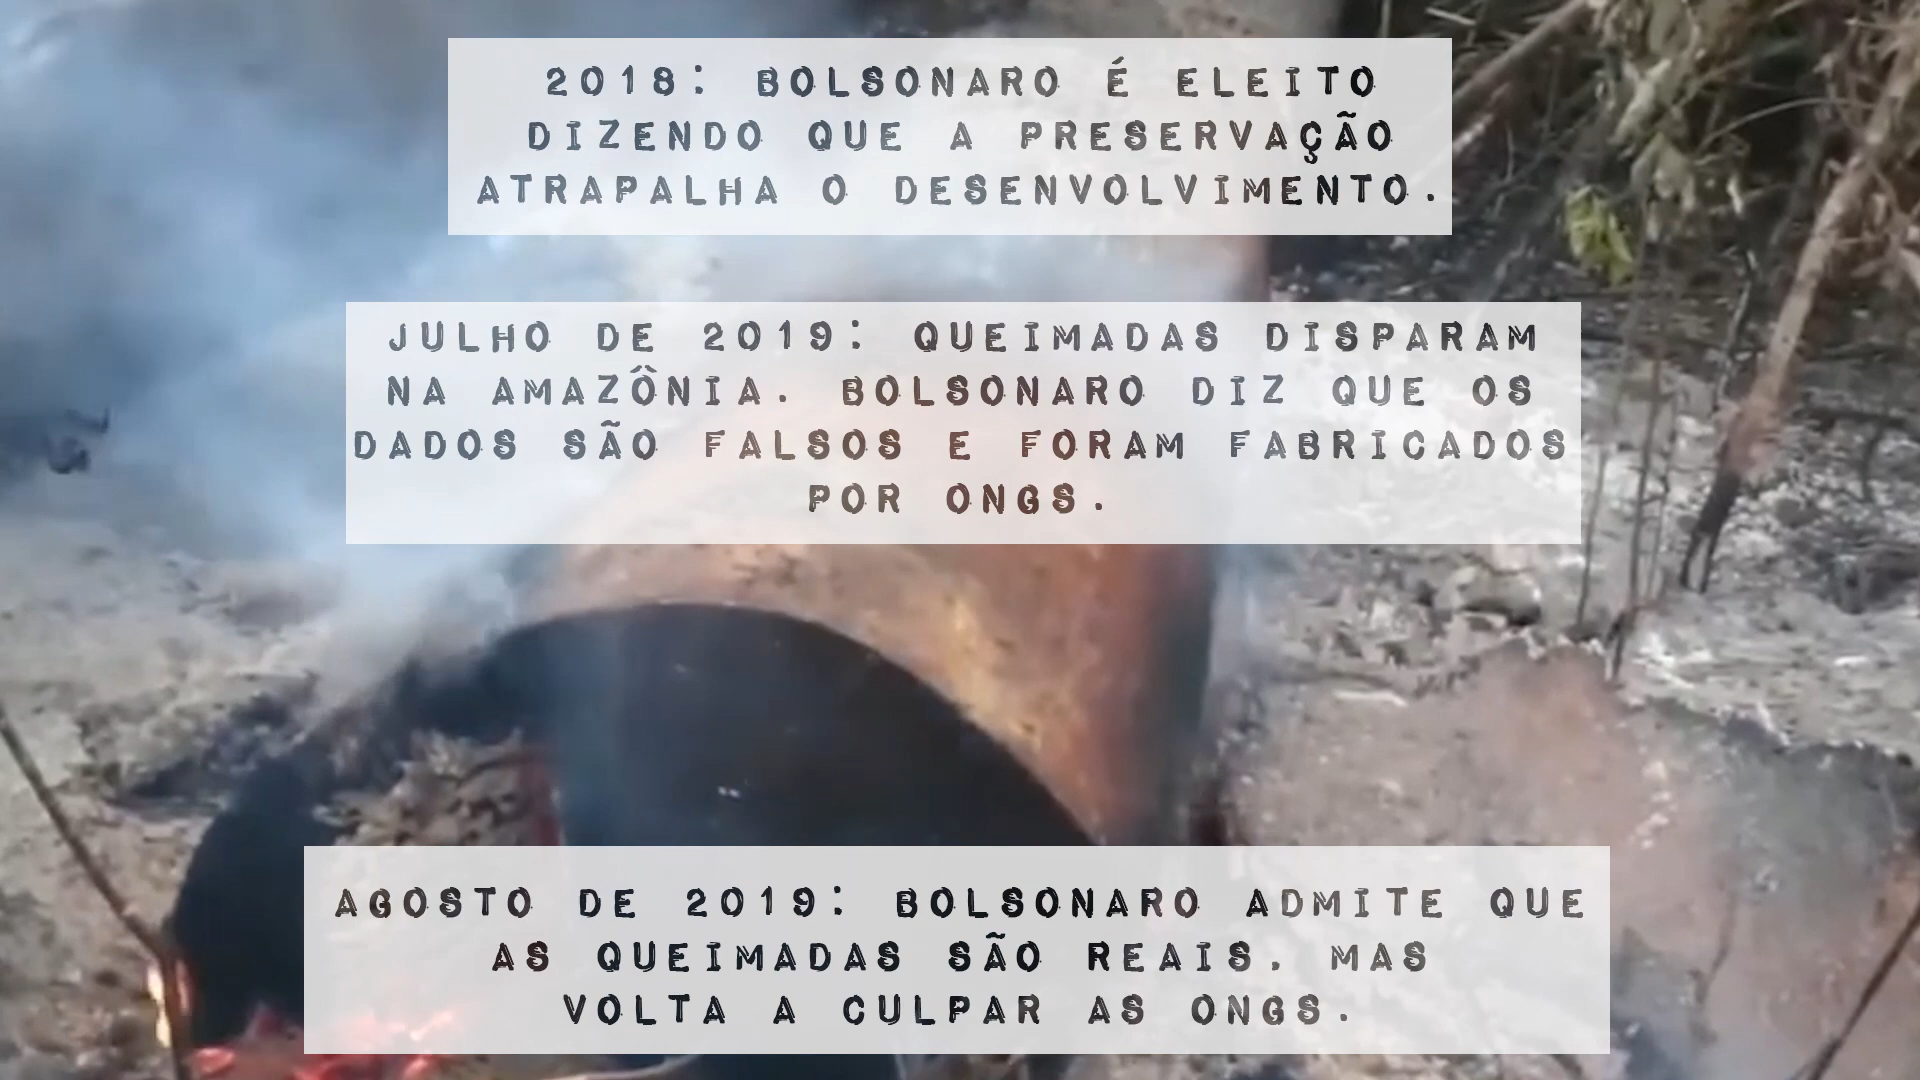 2018: BOLSONARO É ELEITO
DIZENDO QUE A PRESERVAÇÃO
ATRAPALHA O DESENVOLVIMENTO.
JULHO DE 2019: QUEIMADAS DISPARAM
NA AMAZÔNIA. BOLSONARO DIZ QUE OS
DADOS SÃO FALSOS E FORAM FABRICADOS
POR ONGS.
AGOSTO DE 2019: BOLSONARO ADMITE QUE
AS QUEIMADAS SÃO REAIS. MAS
VOLTA A CULPAR AS ONGS.